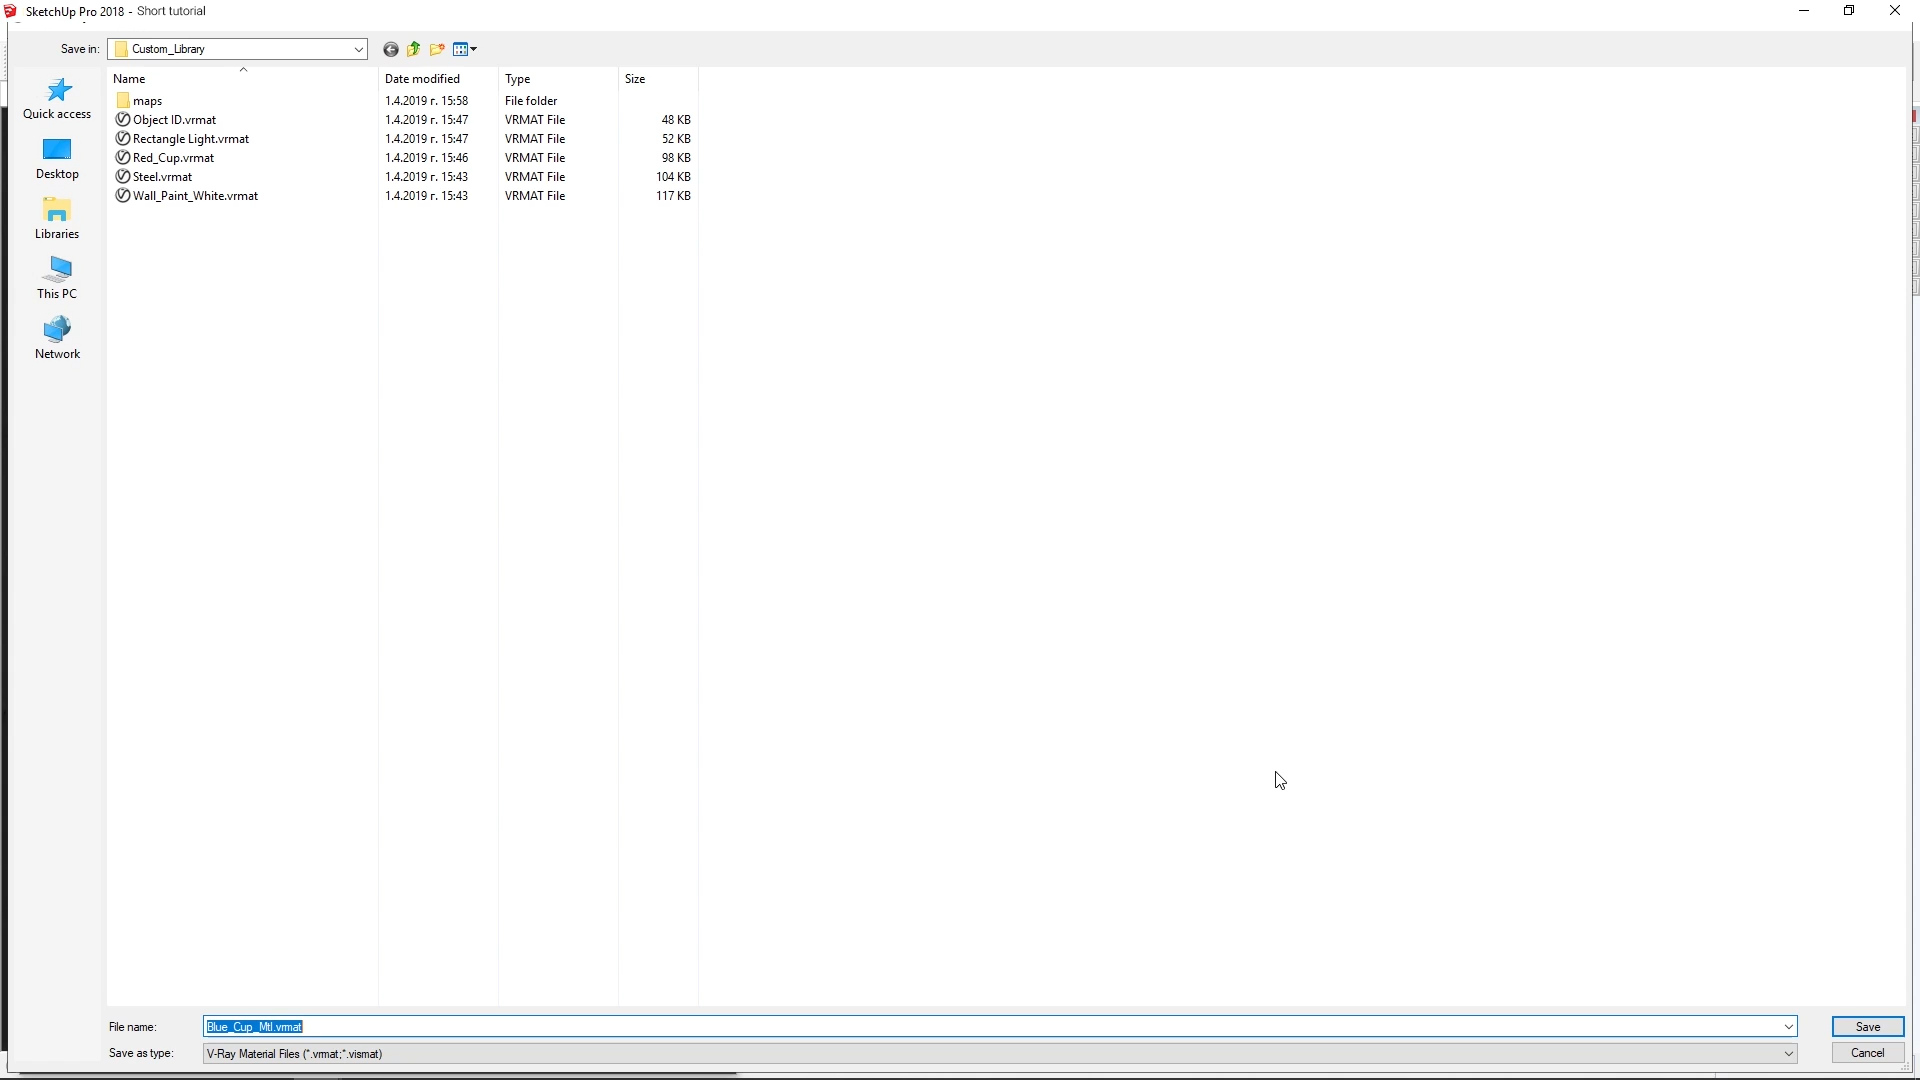 SketchUp Pro 2018 - Short tutorial
Save in: Custom_Library
Name Date modified Type Size
maps 1.4.2019 г. 15:58 File folder
Object ID.vrmat 1.4.2019 г. 15:47 VRMAT File 48 KB
Rectangle Light.vrmat 1.4.2019 г. 15:47 VRMAT File 52 KB
Red_Cup.vrmat 1.4.2019 г. 15:46 VRMAT File 98 KB
Steel.vrmat 1.4.2019 г. 15:43 VRMAT File 104 KB
Wall_Paint_White.vrmat 1.4.2019 г. 15:43 VRMAT File 117 KB
Quick access
Desktop
Libraries
This PC
Network
File name: Blue_Cup_Mtl.vrmat Save
Save as type: V-Ray Material Files (*.vrmat;*.vismat) Cancel